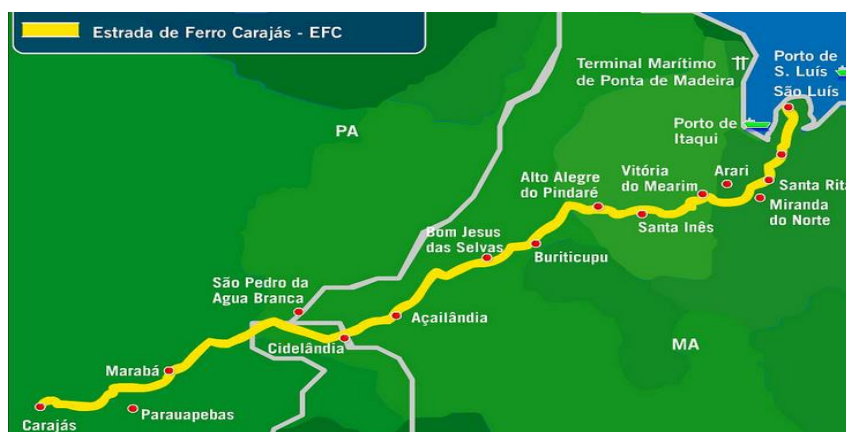 Estrada de Ferro Carajás - EFC
Porto de
S. Luís
São Luís
Terminal Marítimo
de Ponta de Madeira
Porto de
Itaqui
PA
Arari
Vitória
do Mearim
Alto Alegre
do Pindaré
Santa Rita
Miranda
do Norte
Santa Inês
Bom Jesus
das Selvas
Buriticupu
São Pedro da
Agua Branca
Açailândia
Cidelândia
MA
Marabá
Parauapebas
Carajás